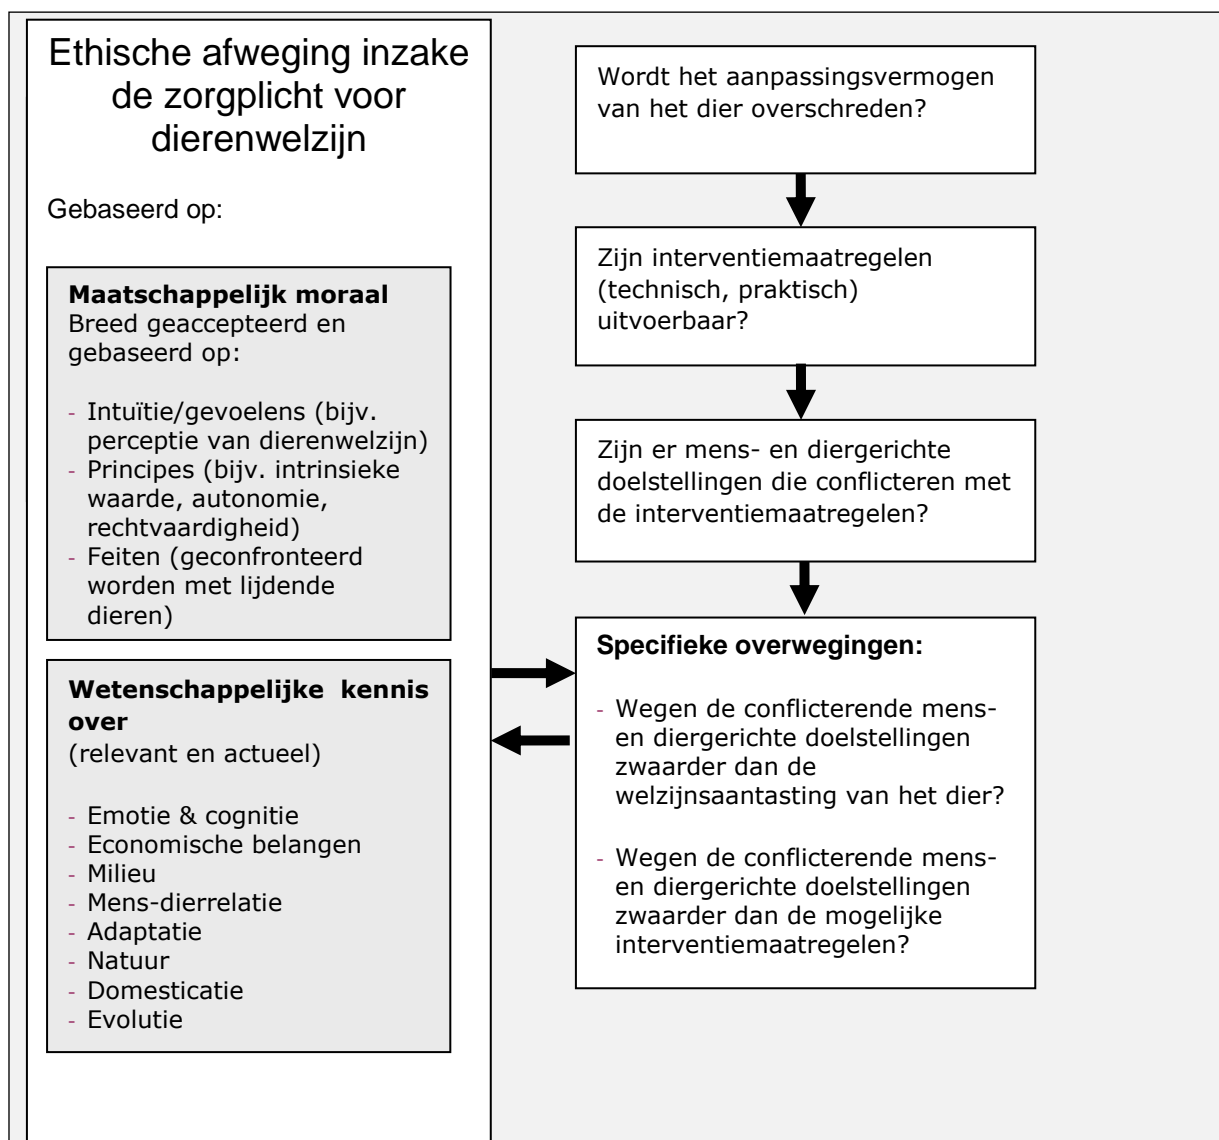 Ethische afweging inzake
de zorgplicht voor
dierenwelzijn
Gebaseerd op:
Maatschappelijk moraal
Breed geaccepteerd en
gebaseerd op:
- Intuïtie/gevoelens (bijv.
perceptie van dierenwelzijn)
- Principes (bijv. intrinsieke
waarde, autonomie,
rechtvaardigheid)
- Feiten (geconfronteerd
worden met lijdende
dieren)
Wetenschappelijke kennis
over
(relevant en actueel)
- Emotie & cognitie
- Economische belangen
- Milieu
- Mens-dierrelatie
- Adaptatie
- Natuur
- Domesticatie
- Evolutie
Wordt het aanpassingsvermogen
van het dier overschreden?
Zijn interventiemaatregelen
(technisch, praktisch)
uitvoerbaar?
Zijn er mens- en diergerichte
doelstellingen die conflicteren met
de interventiemaatregelen?
Specifieke overwegingen:
- Wegen de conflicterende mens-
en diergerichte doelstellingen
zwaarder dan de
welzijnsaantasting van het dier?
- Wegen de conflicterende mens-
en diergerichte doelstellingen
zwaarder dan de mogelijke
interventiemaatregelen?